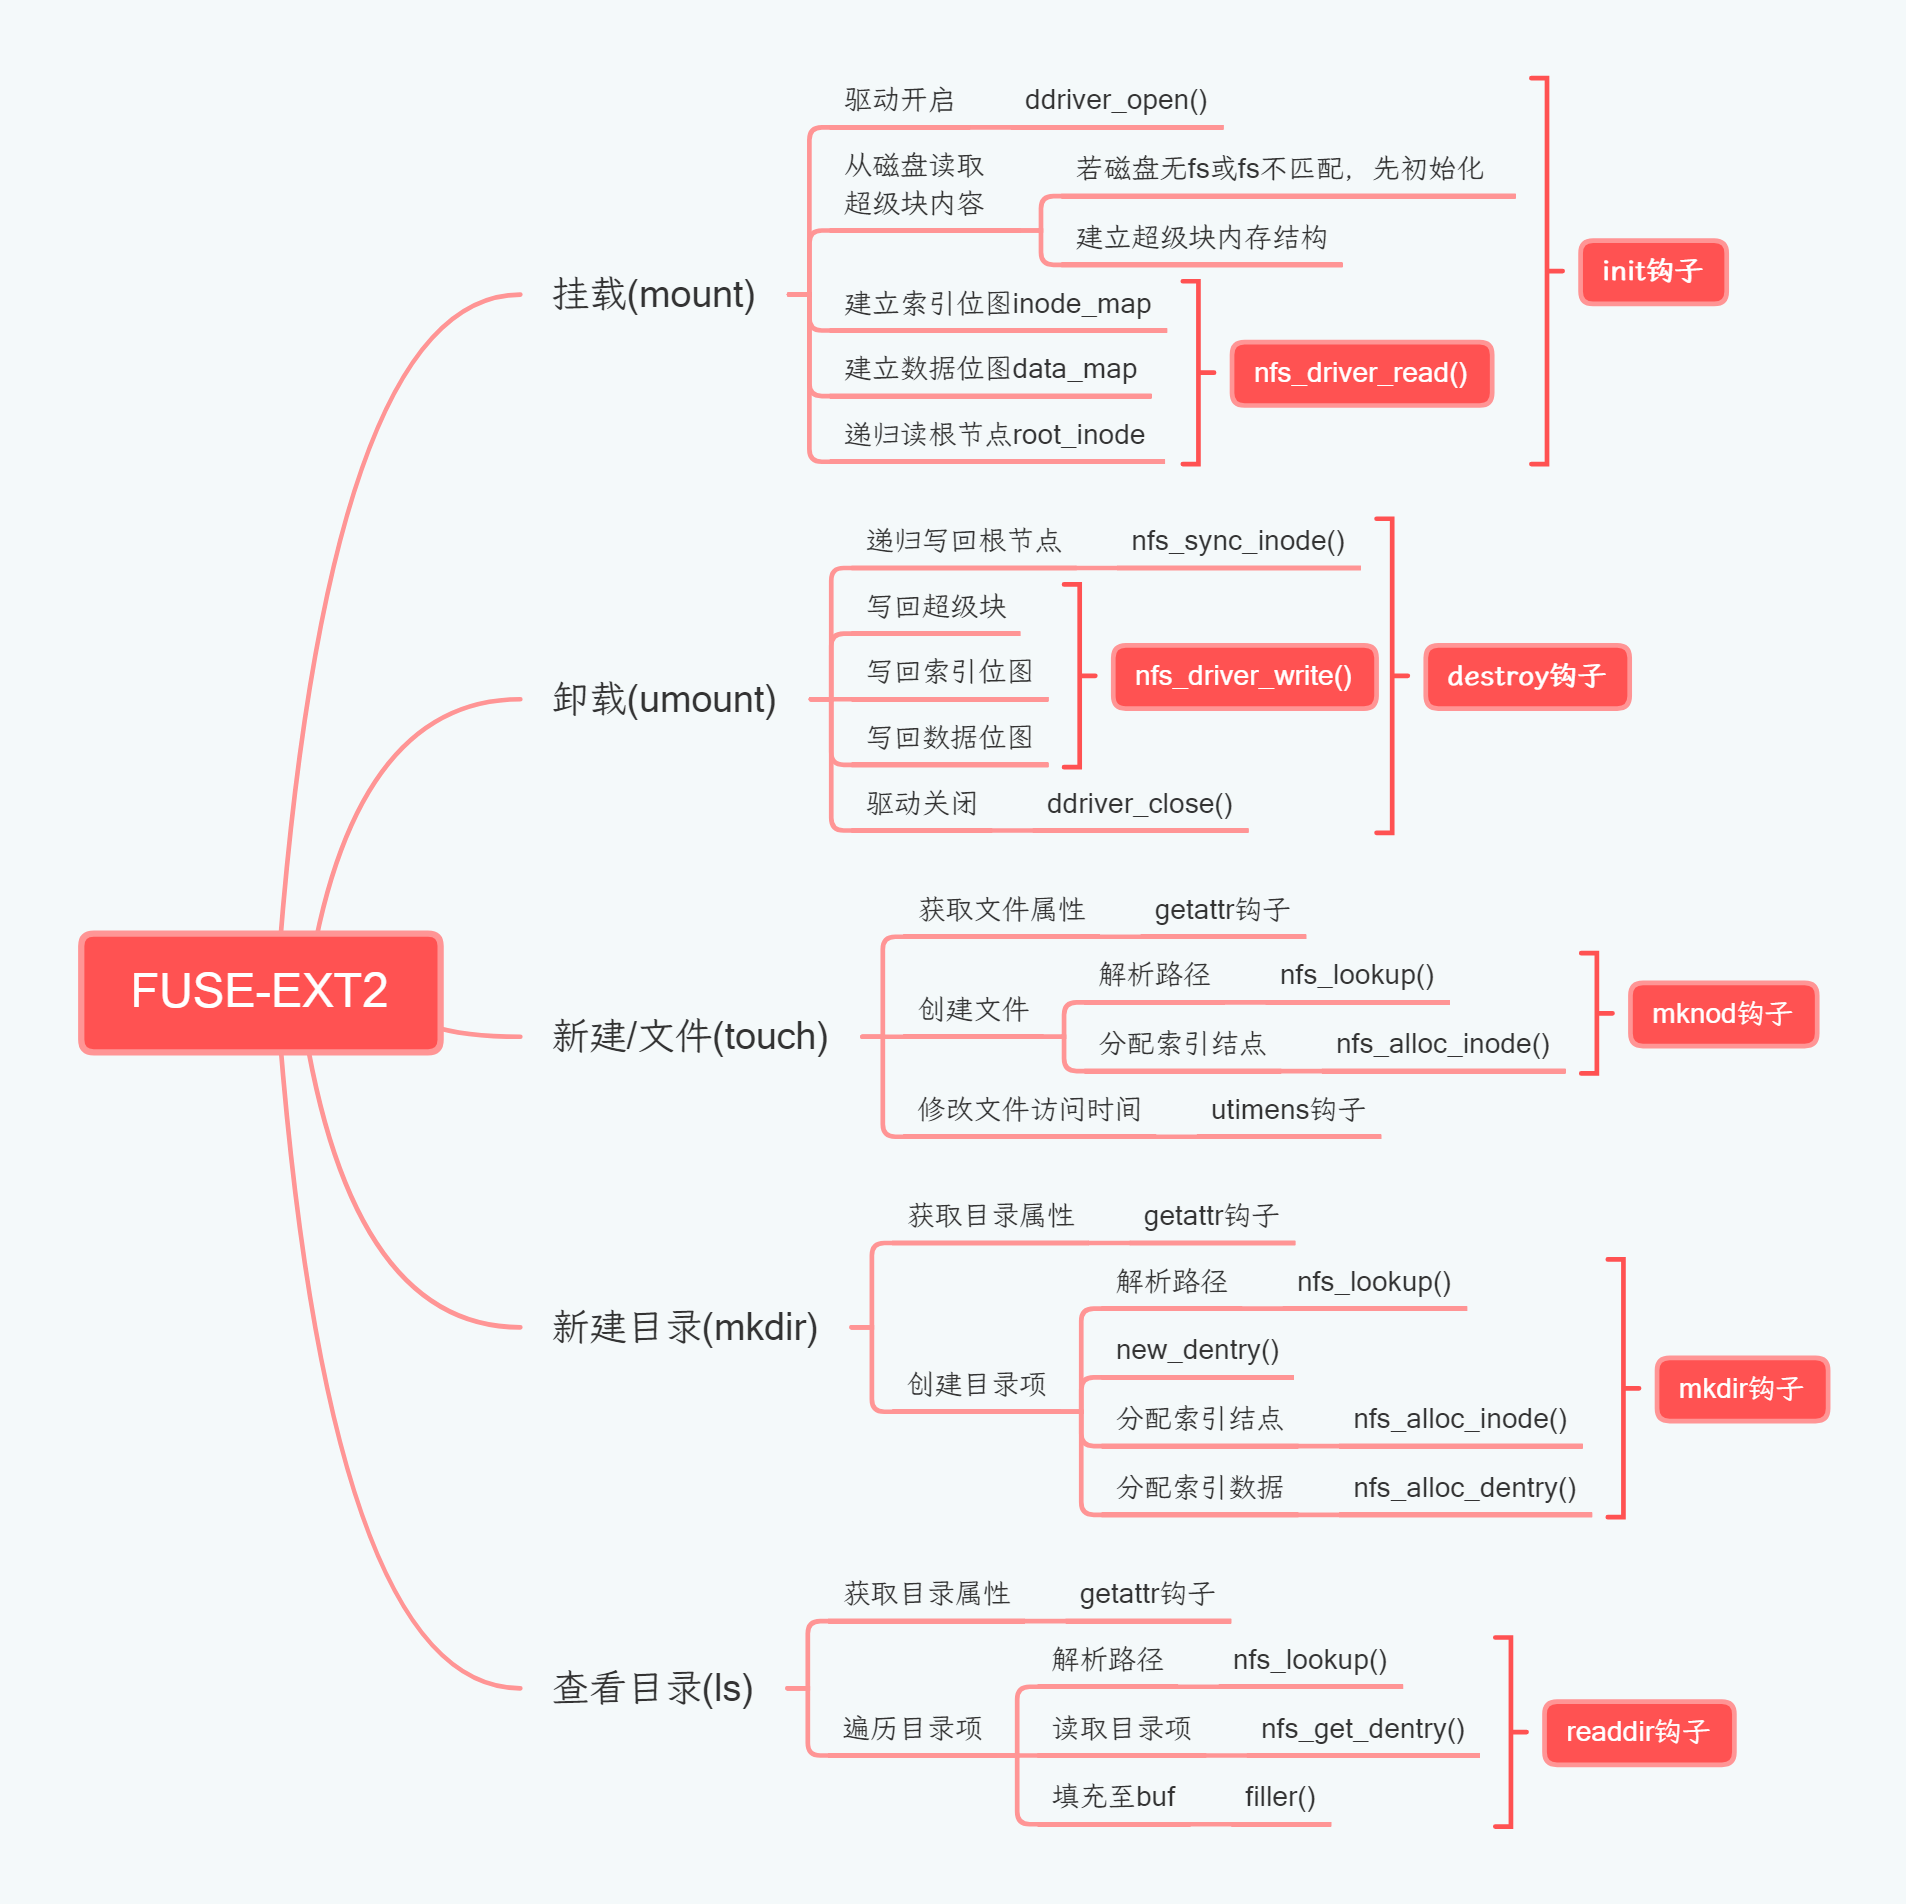 FUSE-EXT2
挂载(mount)
驱动开启 ddriver_open()
从磁盘读取
超级块内容
若磁盘无fs或fs不匹配，先初始化
建立超级块内存结构
建立索引位图inode_map
建立数据位图data_map
递归读根节点root_inode
nfs_driver_read()
init钩子
卸载(umount)
递归写回根节点 nfs_sync_inode()
写回超级块
写回索引位图
写回数据位图
nfs_driver_write()
驱动关闭 ddriver_close()
destroy钩子
新建/文件(touch)
获取文件属性 getattr钩子
创建文件
解析路径 nfs_lookup()
分配索引结点 nfs_alloc_inode()
mknod钩子
修改文件访问时间 utimens钩子
新建目录(mkdir)
获取目录属性 getattr钩子
创建目录项
解析路径 nfs_lookup()
new_dentry()
分配索引结点 nfs_alloc_inode()
分配索引数据 nfs_alloc_dentry()
mkdir钩子
查看目录(ls)
获取目录属性 getattr钩子
遍历目录项
解析路径 nfs_lookup()
读取目录项 nfs_get_dentry()
填充至buf filler()
readdir钩子